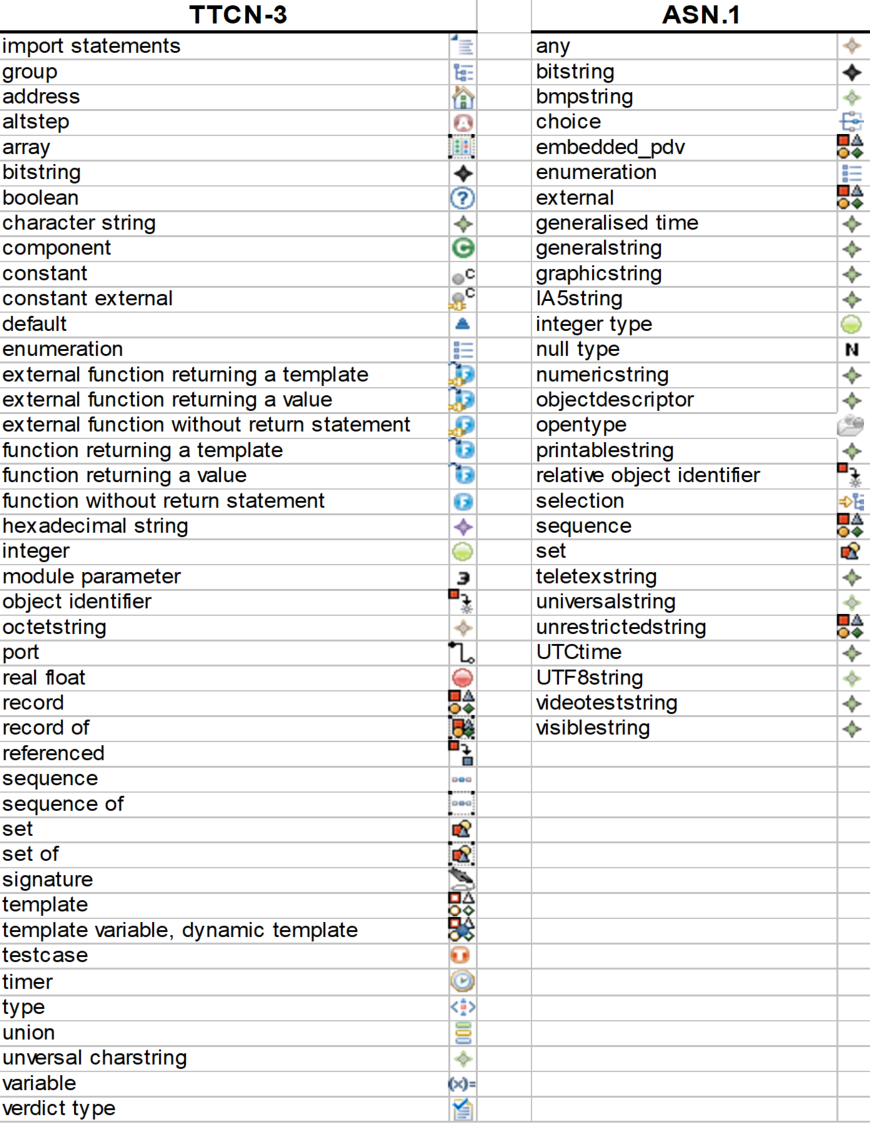 TTCN-3 ASN.1
import statements any
group bitstring
address bmpstring
altstep choice
array embedded_pdv
bitstring enumeration
boolean external
character string generalised time
component generalstring
constant graphicstring
constant external IA5string
default integer type
enumeration null type N
external function returning a template numericstring
external function returning a value objectdescriptor
external function without return statement opentype
function returning a template printablestring
function returning a value relative object identifier
function without return statement selection
hexadecimal string sequence
integer set
module parameter teletexstring
object identifier universalstring
octetstring unrestrictedstring
port UTCtime
real float UTF8string
record videoteststring
record of visiblestring
referenced
sequence
sequence of
set
set of
signature
template
template variable, dynamic template
testcase
timer
type
union
unversal charstring
variable (x)=
verdict type